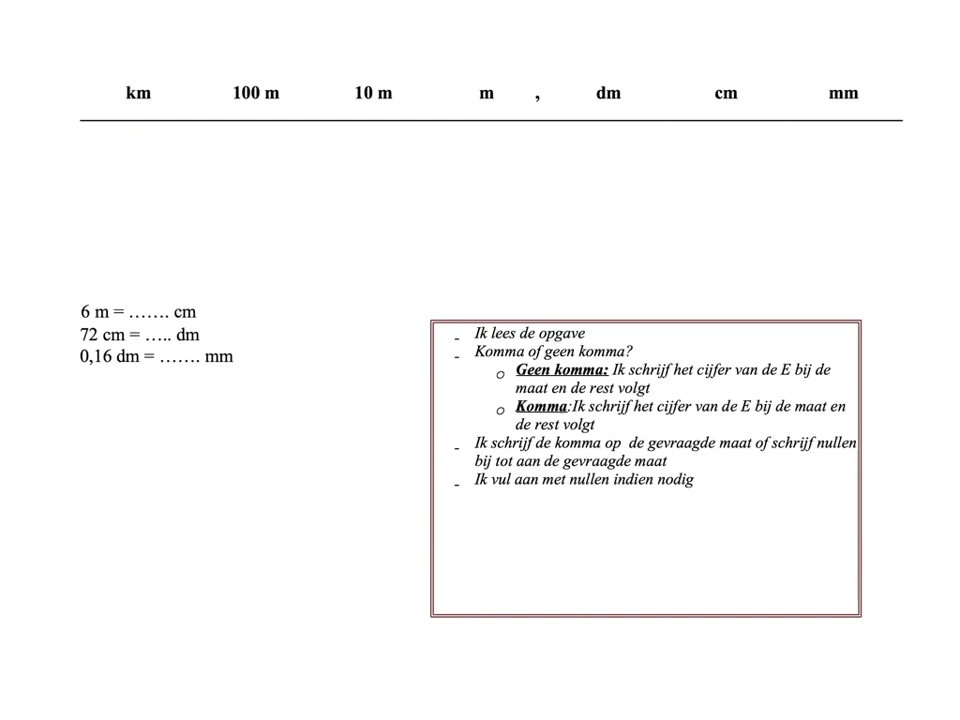 km 100 m 10 m m , dm cm mm
6 m = ……. cm
72 cm = ….. dm
0,16 dm = ……. mm
- Ik lees de opgave
- Komma of geen komma?
o Geen komma: Ik schrijf het cijfer van de E bij de
maat en de rest volgt
o Komma:Ik schrijf het cijfer van de E bij de maat en
de rest volgt
- Ik schrijf de komma op de gevraagde maat of schrijf nullen
bij tot aan de gevraagde maat
- Ik vul aan met nullen indien nodig